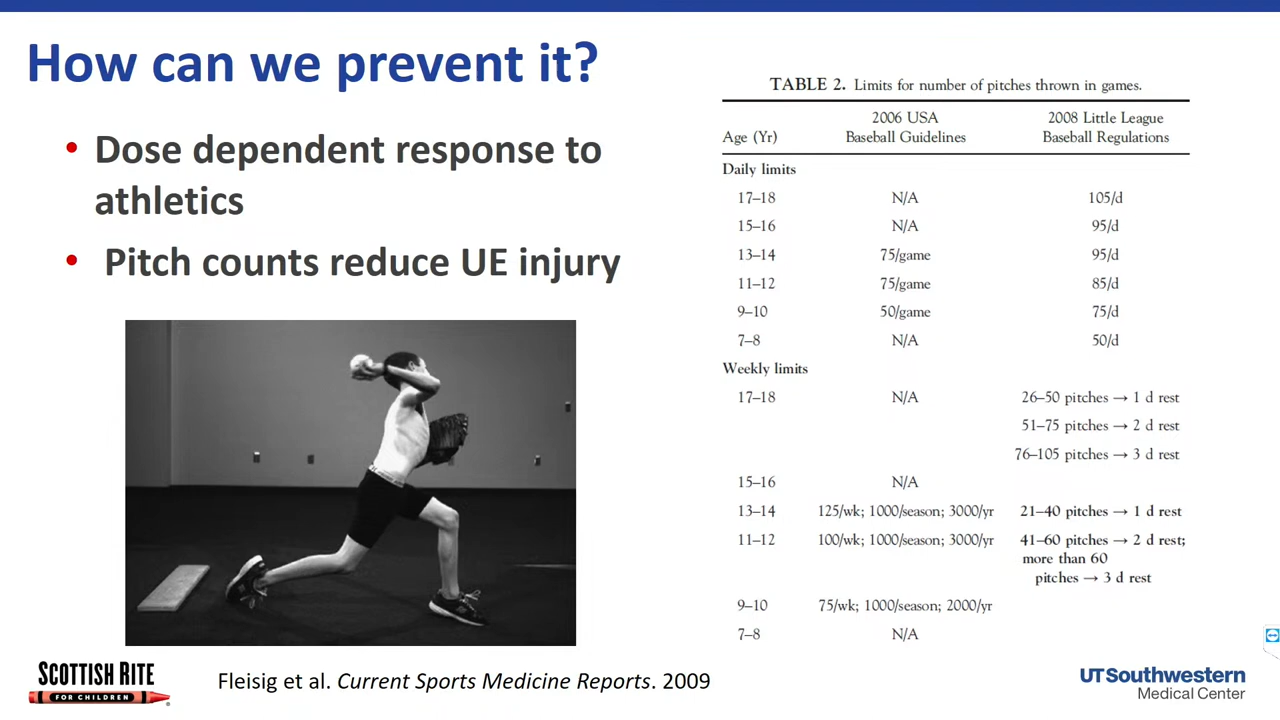 How can we prevent it?
• Dose dependent response to
athletics
• Pitch counts reduce UE injury
TABLE 2. Limits for number of pitches thrown in games.
Age (Yr) 2006 USA Baseball Guidelines 2008 Little League Baseball Regulations
Daily limits
17–18 N/A 105/d
15–16 N/A 95/d
13–14 75/game 95/d
11–12 75/game 85/d
9–10 50/game 75/d
7–8 N/A 50/d
Weekly limits
17–18 N/A 26–50 pitches → 1 d rest
51–75 pitches → 2 d rest
76–105 pitches → 3 d rest
15–16 N/A
13–14 125/wk; 1000/season; 3000/yr 21–40 pitches → 1 d rest
11–12 100/wk; 1000/season; 3000/yr 41–60 pitches → 2 d rest;
more than 60
pitches → 3 d rest
9–10 75/wk; 1000/season; 2000/yr
7–8 N/A
SCOTTISH RITE
FOR CHILDREN
Fleisig et al. Current Sports Medicine Reports. 2009
UTSouthwestern
Medical Center